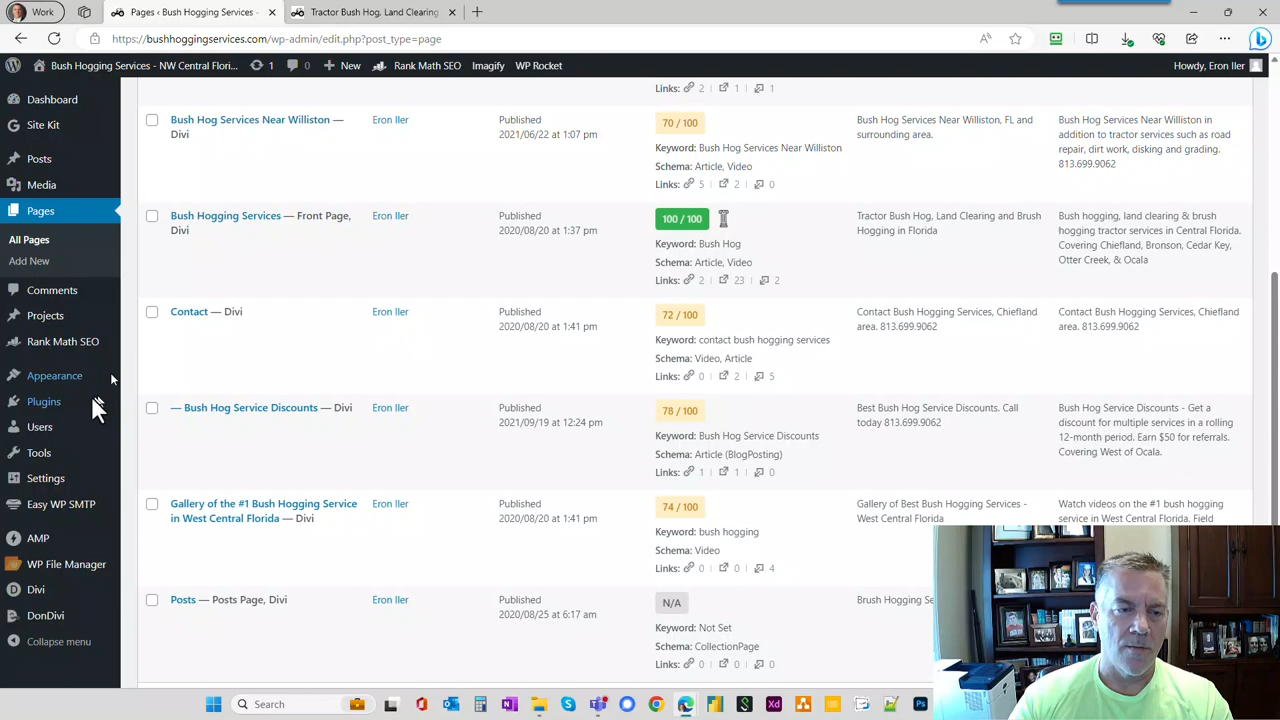 Work
Pages ‹ Bush Hogging Services -
Tractor Bush Hog, Land Clearing
https://bushhoggingservices.com/wp-admin/edit.php?post_type=page
Bush Hogging Services - NW Central Flori...
1
0
New
Rank Math SEO
Imagify
WP Rocket
Howdy, Eron Iler
Dashboard
Site Kit
Posts
Media
Pages
All Pages
Add New
Comments
Projects
Rank Math SEO
Appearance
Plugins
Users
Tools
Settings
Easy WP SMTP
AMP
WP File Manager
Divi
DonDivi
Collapse menu
Links: 2 | 1 | 1
Bush Hog Services Near Williston —
Divi
Eron Iler
Published
2021/06/22 at 1:07 pm
70 / 100
Keyword: Bush Hog Services Near Williston
Schema: Article, Video
Links: 5 | 2 | 0
Bush Hog Services Near Williston, FL and
surrounding area.
Bush Hog Services Near Williston in
addition to tractor services such as road
repair, dirt work, disking and grading.
813.699.9062
Bush Hogging Services — Front Page,
Divi
Eron Iler
Published
2020/08/20 at 1:37 pm
100 / 100
Keyword: Bush Hog
Schema: Article, Video
Links: 2 | 23 | 2
Tractor Bush Hog, Land Clearing and Brush
Hogging in Florida
Bush hogging, land clearing & brush
hogging tractor services in Central Florida.
Covering Chiefland, Bronson, Cedar Key,
Otter Creek, & Ocala
Contact — Divi
Eron Iler
Published
2020/08/20 at 1:41 pm
72 / 100
Keyword: contact bush hogging services
Schema: Video, Article
Links: 0 | 2 | 5
Contact Bush Hogging Services, Chiefland
area. 813.699.9062
Contact Bush Hogging Services, Chiefland
area. 813.699.9062
— Bush Hog Service Discounts — Divi
Eron Iler
Published
2021/09/19 at 12:24 pm
78 / 100
Keyword: Bush Hog Service Discounts
Schema: Article (BlogPosting)
Links: 1 | 1 | 0
Best Bush Hog Service Discounts. Call
today 813.699.9062
Bush Hog Service Discounts - Get a
discount for multiple services in a rolling
12-month period. Earn $50 for referrals.
Covering West of Ocala.
Gallery of the #1 Bush Hogging Service
in West Central Florida — Divi
Eron Iler
Published
2020/08/20 at 1:41 pm
74 / 100
Keyword: bush hogging
Schema: Video
Links: 0 | 0 | 4
Gallery of Best Bush Hogging Services -
West Central Florida
Watch videos on the #1 bush hogging
service in West Central Florida. Field
Posts — Posts Page, Divi
Eron Iler
Published
2020/08/25 at 6:17 am
N/A
Keyword: Not Set
Schema: CollectionPage
Links: 0 | 0 | 0
Brush Hogging Se
Search
Xd
Ps